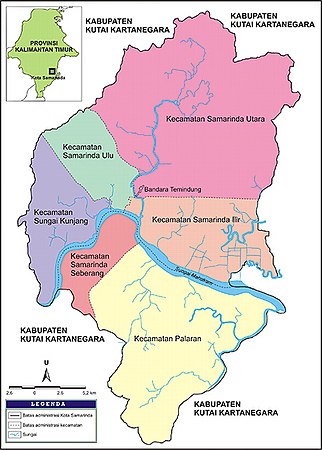 KABUPATEN
KUTAI KARTANEGARA
KABUPATEN
KUTAI KARTANEGARA
PROVINSI
KALIMANTAN TIMUR
Kota Samarinda
Kecamatan Samarinda Utara
Kecamatan
Samarinda Ulu
Bandara Temindung
Kecamatan
Sungai Kunjang
Kecamatan Samarinda Ilir
Kecamatan
Samarinda
Seberang
Sungai Mahakam
KABUPATEN
KUTAI KARTANEGARA
Kecamatan Palaran
U
2.6 0 2.6 5.2 km
KABUPATEN
KUTAI KARTANEGARA
LEGENDA
Batas administrasi Kota Samarinda
Batas administrasi kecamatan
Sungai